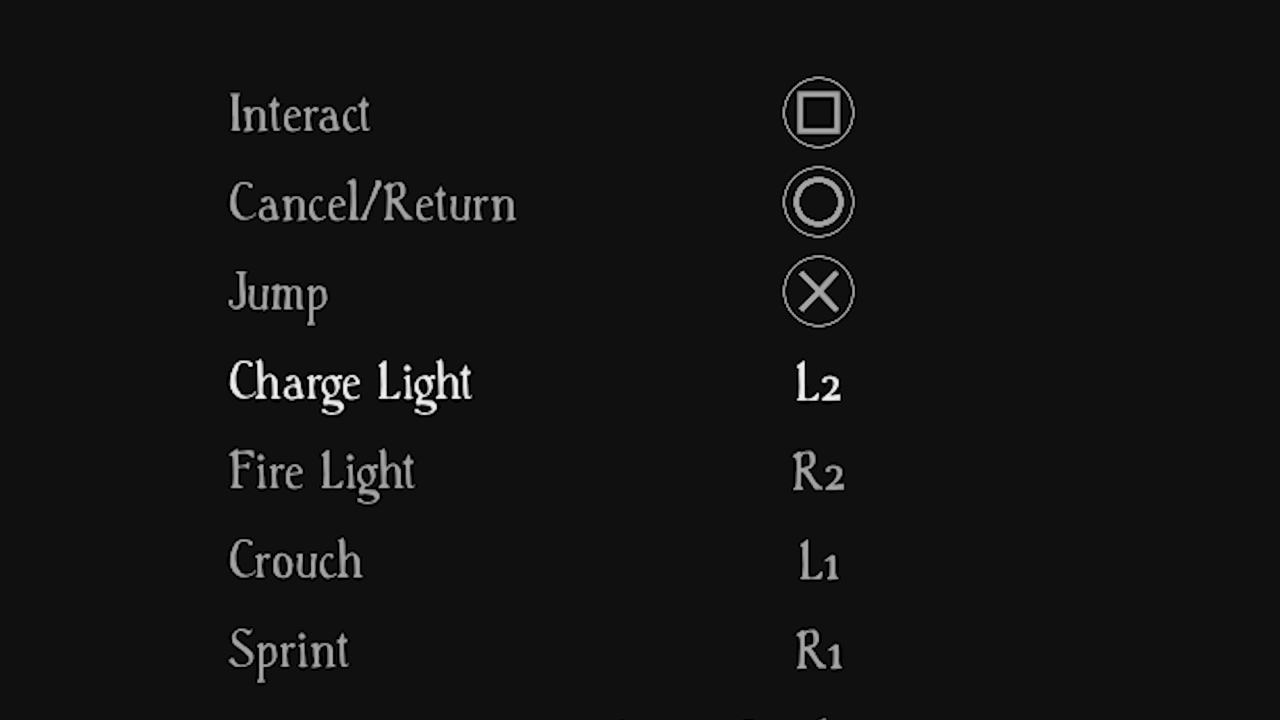 Interact
Cancel/Return
Jump
Charge Light L2
Fire Light R2
Crouch L1
Sprint R1